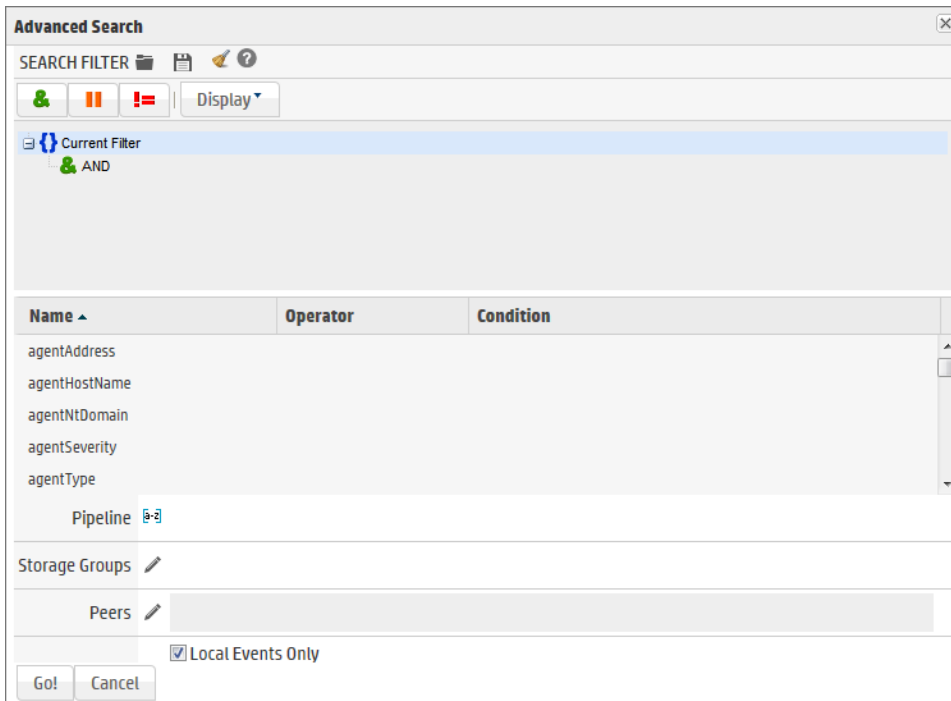 Advanced Search
SEARCH FILTER ?
& != | Display
{} Current Filter
& AND
Name Operator Condition
agentAddress
agentHostName
agentNtDomain
agentSeverity
agentType
Pipeline [a-z]
Storage Groups
Peers
Local Events Only
Go! Cancel